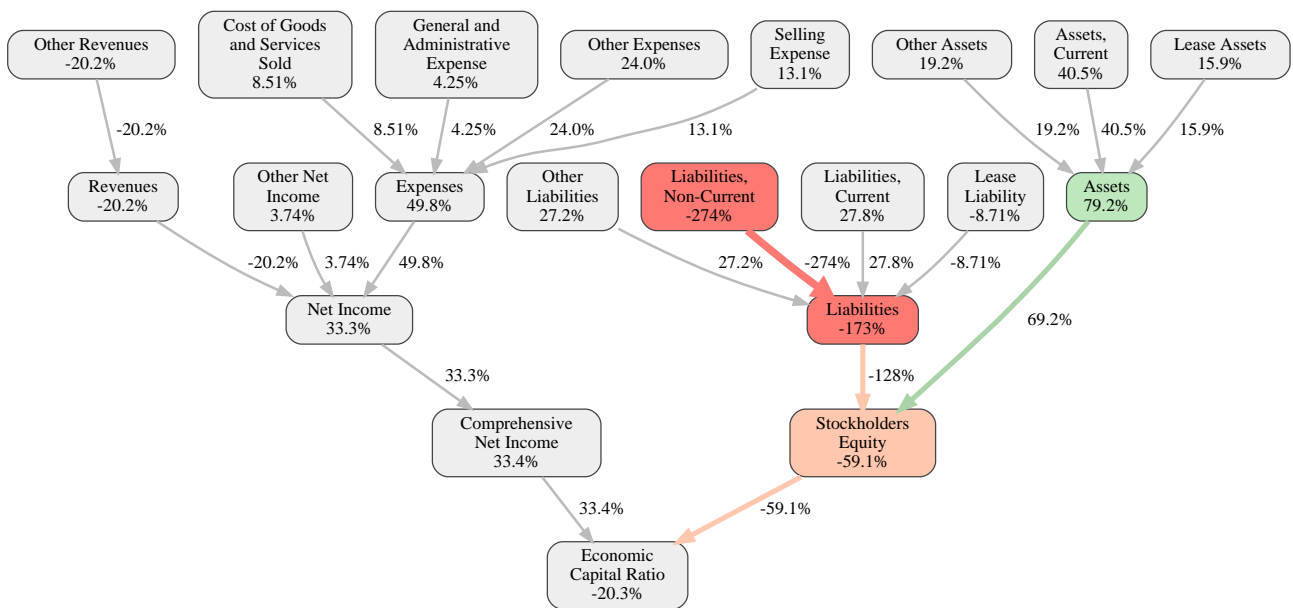 Other Revenues
-20.2%
Cost of Goods
and Services
Sold
8.51%
General and
Administrative
Expense
4.25%
Other Expenses
24.0%
Selling
Expense
13.1%
Other Assets
19.2%
Assets,
Current
40.5%
Lease Assets
15.9%
-20.2%
8.51%
4.25%
24.0%
13.1%
19.2%
40.5%
15.9%
Revenues
-20.2%
Other Net
Income
3.74%
Expenses
49.8%
Other
Liabilities
27.2%
Liabilities,
Non-Current
-274%
Liabilities,
Current
27.8%
Lease
Liability
-8.71%
Assets
79.2%
-20.2%
3.74%
49.8%
27.2%
-274%
27.8%
-8.71%
69.2%
Net Income
33.3%
Liabilities
-173%
33.3%
-128%
Comprehensive
Net Income
33.4%
Stockholders
Equity
-59.1%
33.4%
-59.1%
Economic
Capital Ratio
-20.3%